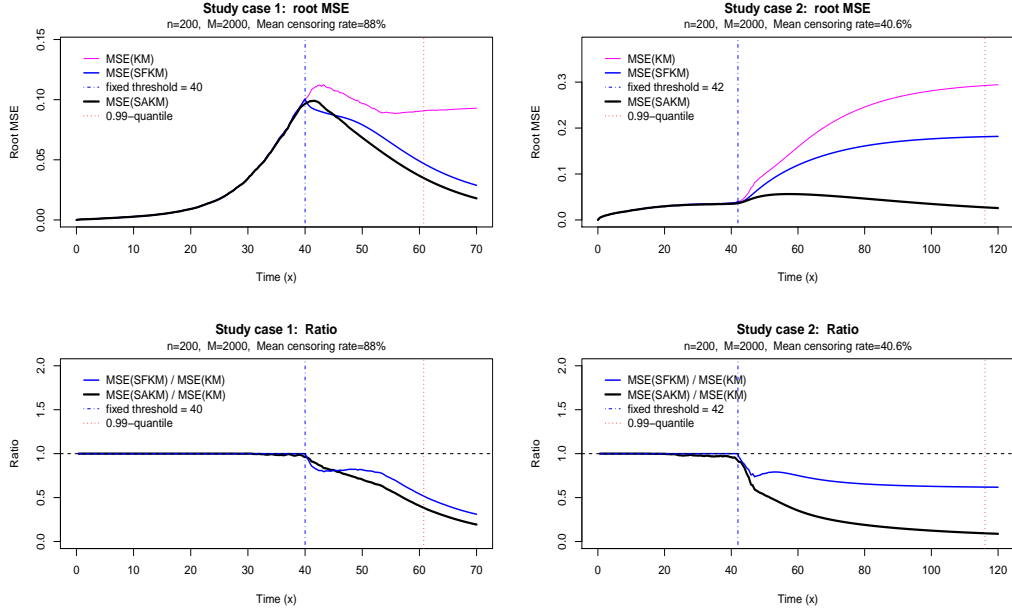 Study case 1:  root MSE
n=200,  M=2000,  Mean censoring rate=88%
MSE(KM)
MSE(SFKM)
fixed threshold = 40
MSE(SAKM)
0.99−quantile
Root MSE
0.00
0.05
0.10
0.15
0
10
20
30
40
50
60
70
Time (x)
Study case 2:  root MSE
n=200,  M=2000,  Mean censoring rate=40.6%
MSE(KM)
MSE(SFKM)
fixed threshold = 42
MSE(SAKM)
0.99−quantile
Root MSE
0.0
0.1
0.2
0.3
0
20
40
60
80
100
120
Time (x)
Study case 1:  Ratio
n=200,  M=2000,  Mean censoring rate=88%
MSE(SFKM) / MSE(KM)
MSE(SAKM) / MSE(KM)
fixed threshold = 40
0.99−quantile
Ratio
0.0
0.5
1.0
1.5
2.0
0
10
20
30
40
50
60
70
Time (x)
Study case 2:  Ratio
n=200,  M=2000,  Mean censoring rate=40.6%
MSE(SFKM) / MSE(KM)
MSE(SAKM) / MSE(KM)
fixed threshold = 42
0.99−quantile
Ratio
0.0
0.5
1.0
1.5
2.0
0
20
40
60
80
100
120
Time (x)